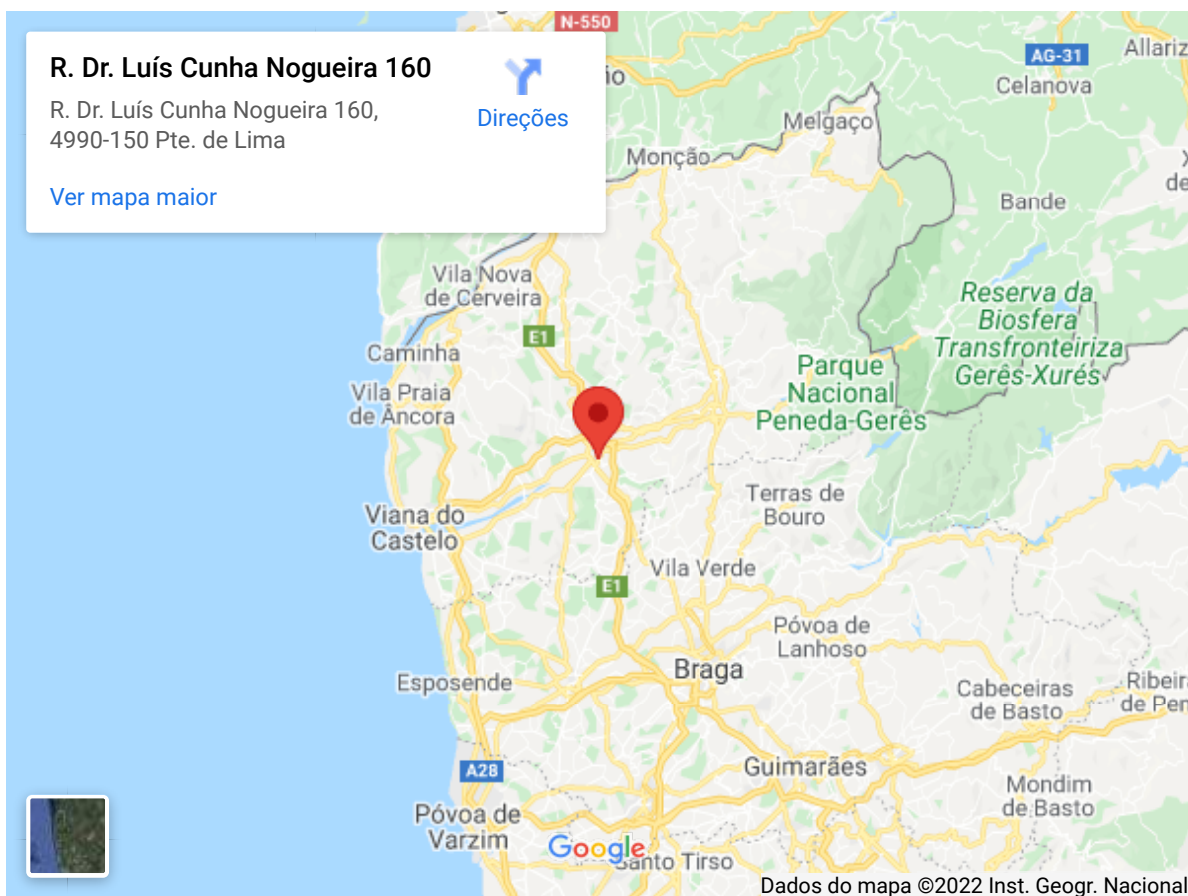 R. Dr. Luís Cunha Nogueira 160
R. Dr. Luís Cunha Nogueira 160,
4990-150 Pte. de Lima
Direções
Ver mapa maior
N-550
AG-31
Allariz
Celanova
Melgaço
Monção
Bande
Vila Nova
de Cerveira
Reserva da
Biosfera
Transfronteiriza
Gerês-Xurés
E1
Caminha
Parque
Nacional
Peneda-Gerês
Vila Praia
de Âncora
Terras de
Bouro
Viana do
Castelo
Vila Verde
E1
Póvoa de
Lanhoso
Braga
Esposende
Cabeceiras
de Basto
Ribeir
de Pen
A28
Guimarães
Mondim
de Basto
Póvoa de
Varzim
Google
Santo Tirso
Dados do mapa ©2022 Inst. Geogr. Nacional